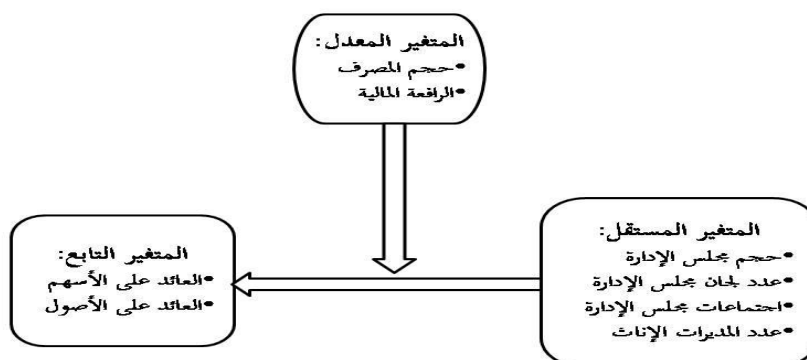 المتغير المعدل:
•حجم المصرف
•الرافعة المالية
المتغير المستقل:
•حجم مجلس الإدارة
•عدد لجان مجلس الإدارة
•اجتماعات مجلس الإدارة
•عدد المديرات الإناث
المتغير التابع:
•العائد على الأسهم
•العائد على الأصول